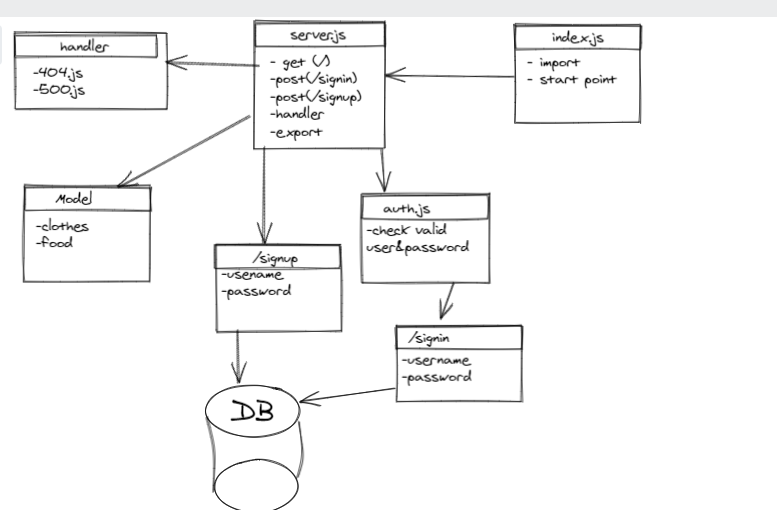 handler
-404.js
-500.js
server.js
- get (/)
-post(/signin)
-post(/signup)
-handler
-export
index.js
- import
- start point
Model
-clothes
-food
/signup
-usename
-password
auth.js
-check valid
user&password
/signin
-username
-password
DB